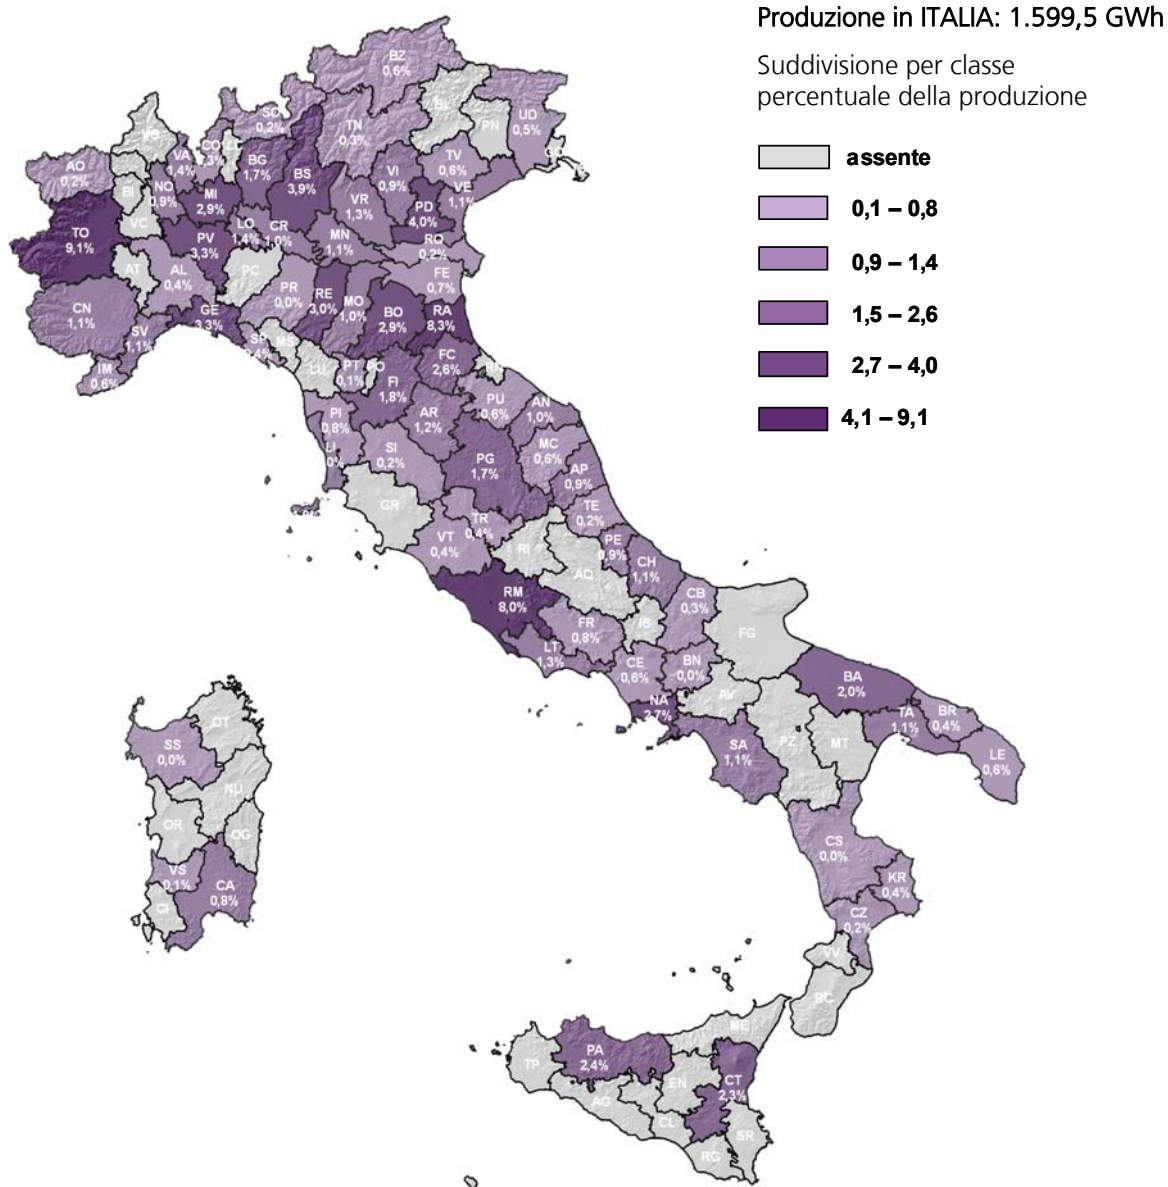 Produzione in ITALIA: 1.599,5 GWh
Suddivisione per classe
percentuale della produzione
assente
0,1 – 0,8
0,9 – 1,4
1,5 – 2,6
2,7 – 4,0
4,1 – 9,1
BZ
0,6%
SO
0,2%
TN
0,3%
BL
PN
UD
0,5%
GO
VB
AO
0,2%
VA
1,4%
CO
LC
BG
1,7%
BS
3,9%
VI
0,9%
TV
0,6%
VE
1,1%
BI
NO
0,9%
MI
2,9%
VR
1,3%
PD
4,0%
VC
TO
9,1%
PV
3,3%
LO
1,4%
CR
1,0%
MN
1,1%
RO
0,2%
AT
AL
0,4%
PC
PR
0,0%
RE
3,0%
MO
1,0%
FE
0,7%
CN
1,1%
SV
1,1%
GE
3,3%
SP
MS
BO
2,9%
RA
8,3%
IM
0,6%
LU
PT
0,1%
PO
FI
1,8%
FC
2,6%
RN
PI
0,8%
LI
AR
1,2%
PU
0,6%
AN
1,0%
SI
0,2%
PG
1,7%
MC
0,6%
AP
0,9%
GR
TR
0,4%
TE
0,2%
VT
0,4%
RI
AQ
PE
0,9%
CH
1,1%
RM
8,0%
FR
0,8%
IS
CB
0,3%
FG
LT
1,3%
CE
0,6%
BN
0,0%
AV
NA
2,7%
SA
1,1%
PZ
MT
BA
2,0%
TA
1,1%
BR
0,4%
LE
0,6%
OT
SS
0,0%
NU
OR
OG
VS
0,1%
CA
0,8%
CI
CS
0,0%
KR
0,4%
CZ
0,2%
VV
RC
ME
TP
PA
2,4%
EN
CT
2,3%
AG
CL
SR
RG